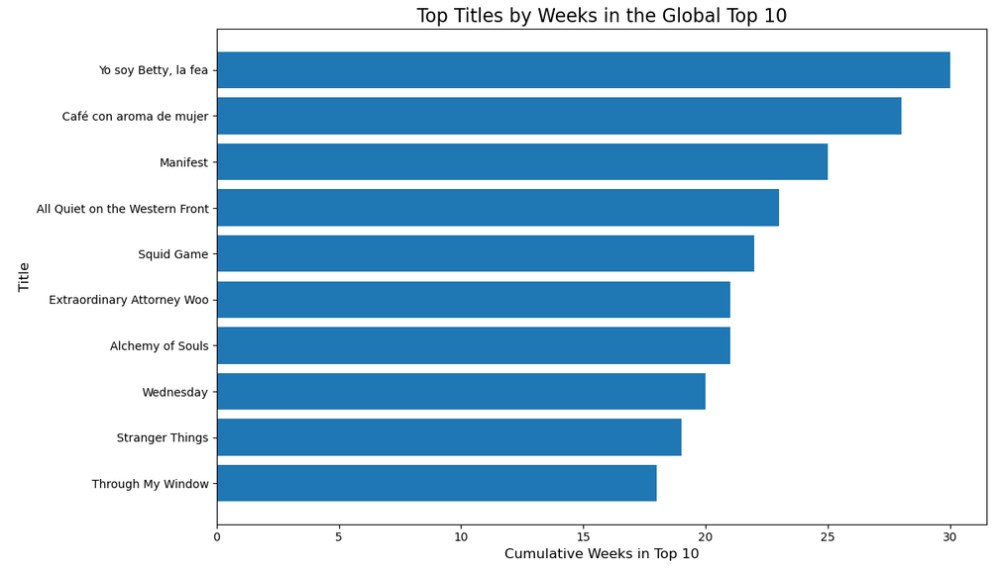 Top Titles by Weeks in the Global Top 10
Title
Yo soy Betty, la fea
Café con aroma de mujer
Manifest
All Quiet on the Western Front
Squid Game
Extraordinary Attorney Woo
Alchemy of Souls
Wednesday
Stranger Things
Through My Window
0 5 10 15 20 25 30
Cumulative Weeks in Top 10